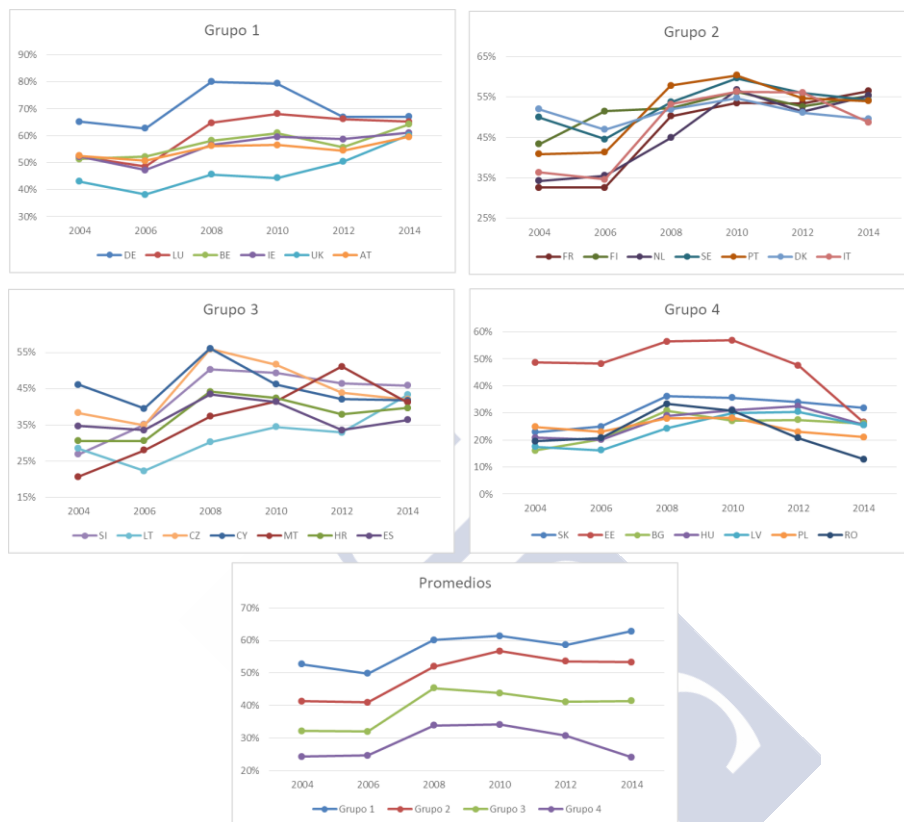 Grupo 1
90%
80%
70%
60%
50%
40%
30%
2004 2006 2008 2010 2012 2014
DE LU BE IE UK AT
Grupo 2
65%
55%
45%
35%
25%
2004 2006 2008 2010 2012 2014
FR FI NL SE PT DK IT
Grupo 3
55%
45%
35%
25%
15%
2004 2006 2008 2010 2012 2014
SI LT CZ CY MT HR ES
Grupo 4
60%
50%
40%
30%
20%
10%
0%
2004 2006 2008 2010 2012 2014
SK EE BG HU LV PL RO
Promedios
70%
60%
50%
40%
30%
20%
2004 2006 2008 2010 2012 2014
Grupo 1 Grupo 2 Grupo 3 Grupo 4